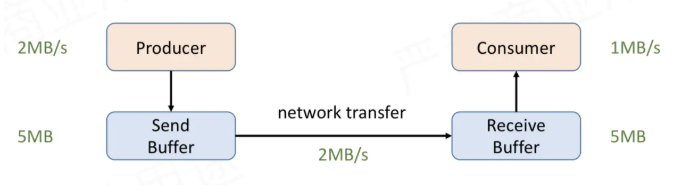 2MB/s
Producer
Consumer
1MB/s
network transfer
5MB
Send
Buffer
2MB/s
Receive
Buffer
5MB